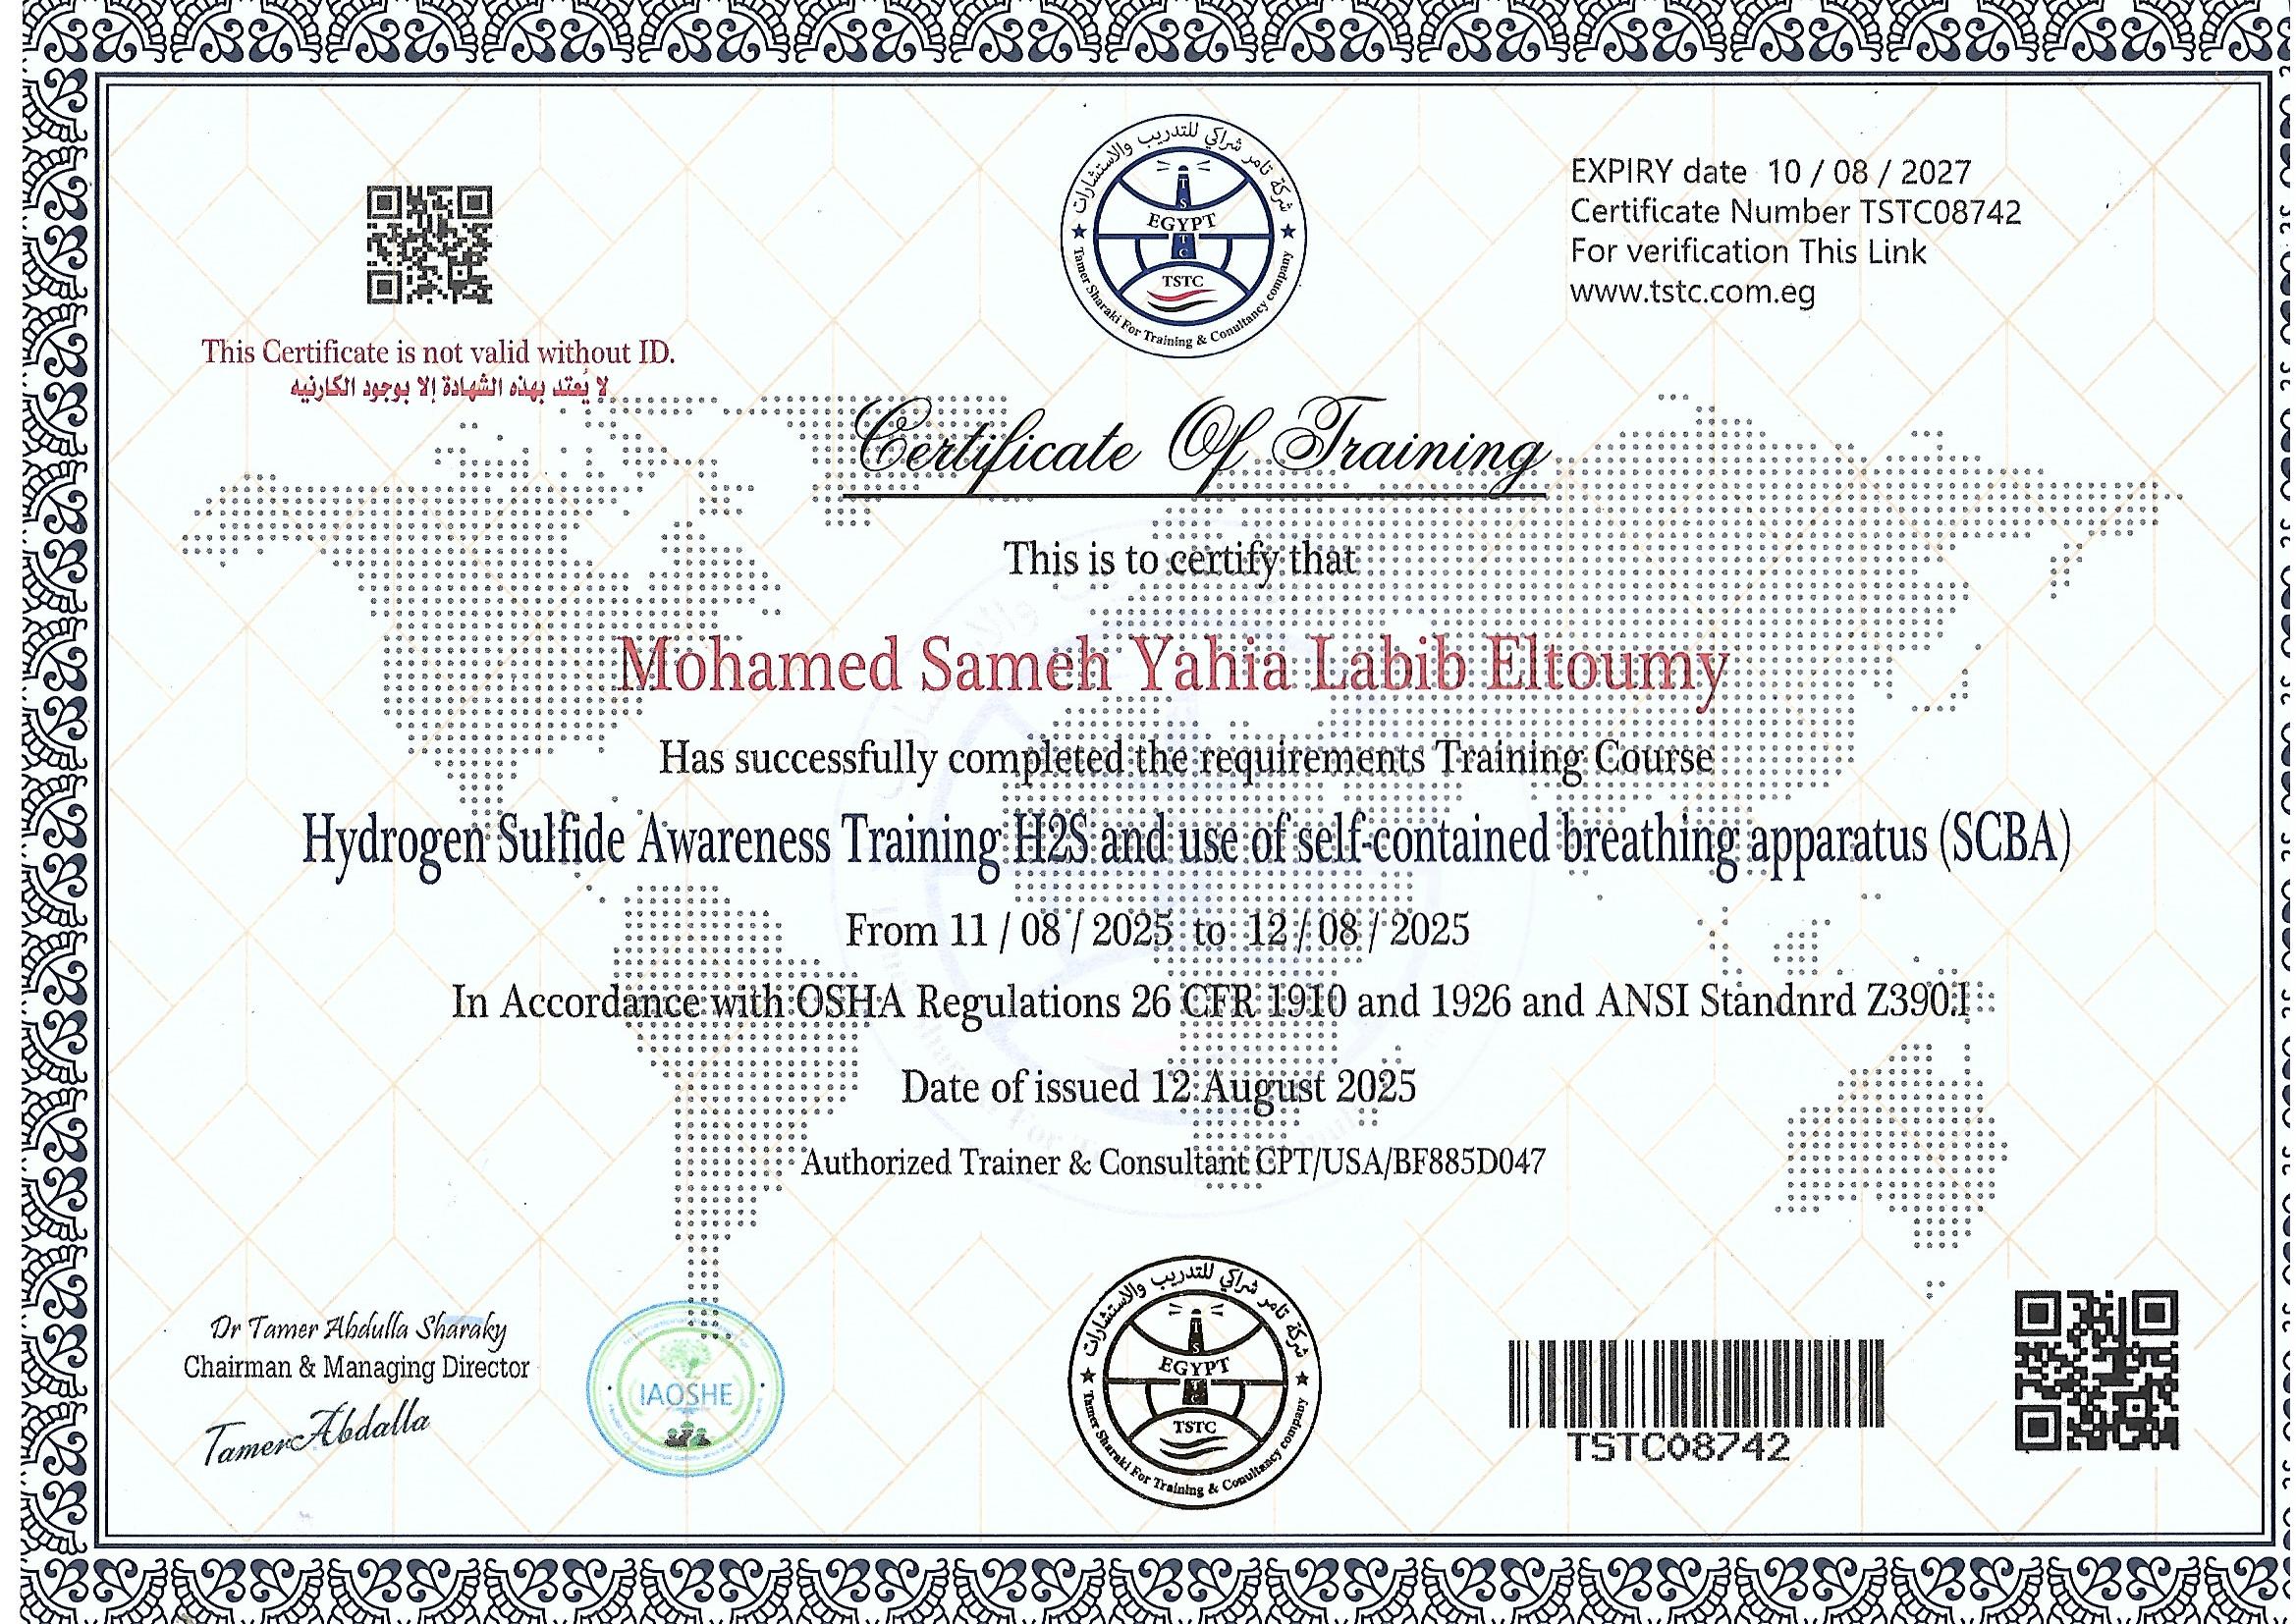 شركة تامر شراكي للتدريب والاستشارات
EGYPT
TSTC
Tamer Sharaki For Training & Conultancy company
EXPIRY date 10 / 08 / 2027
Certificate Number TSTC08742
For verification This Link
www.tstc.com.eg
This Certificate is not valid without ID.
لا يُعتد بهذه الشهادة إلا بوجود الكارنيه
Certificate Of Training
This is to certify that
Mohamed Sameh Yahia Labib Eltoumy
Has successfully completed the requirements Training Course
Hydrogen Sulfide Awareness Training H2S and use of self-contained breathing apparatus (SCBA)
From 11 / 08 / 2025 to 12 / 08 / 2025
In Accordance with OSHA Regulations 26 CFR 1910 and 1926 and ANSI Standnrd Z390.1
Date of issued 12 August 2025
Authorized Trainer & Consultant CPT/USA/BF885D047
Dr Tamer Abdulla Sharaky
Chairman & Managing Director
Tamer Abdalla
IAOSHE
شركة تامر شراكي للتدريب والاستشارات
EGYPT
TSTC
Tamer Sharaki For Training & Conultancy company
TSTC08742